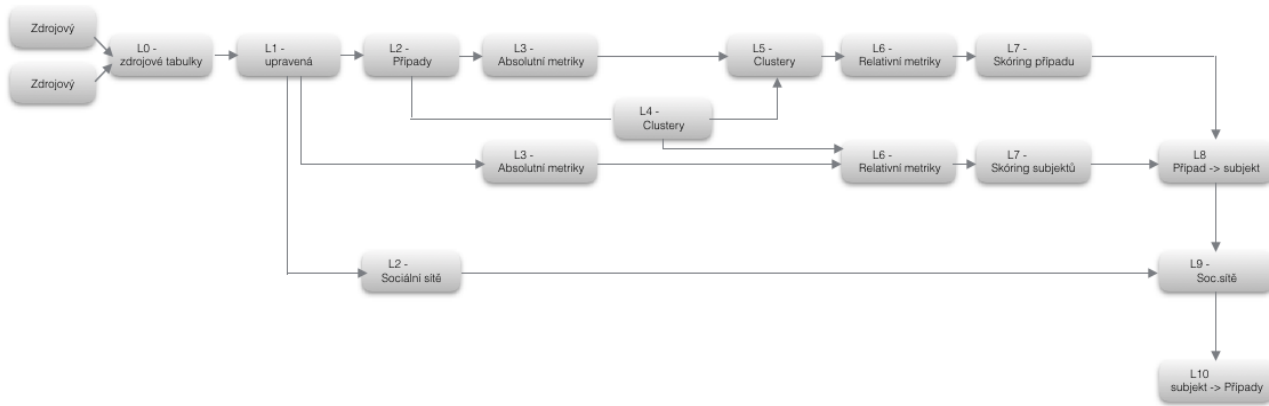 Zdrojový
Zdrojový
L0 -
zdrojové tabulky
L1 -
upravená
L2 -
Případy
L3 -
Absolutní metriky
L5 -
Clustery
L6 -
Relativní metriky
L7 -
Skóring případu
L4 -
Clustery
L3 -
Absolutní metriky
L6 -
Relativní metriky
L7 -
Skóring subjektů
L8
Případ -> subjekt
L2 -
Sociální sítě
L9 -
Soc.sítě
L10
subjekt -> Případy